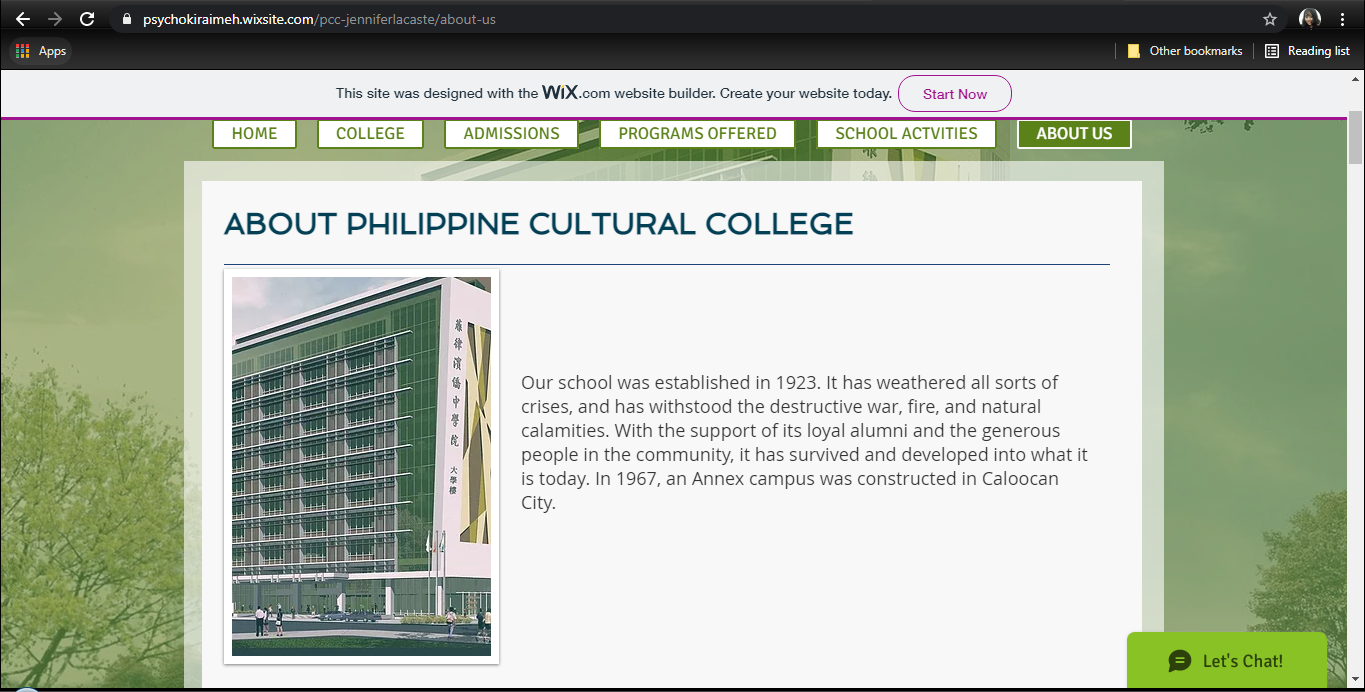 psychokiraimeh.wixsite.com/pcc-jenniferlacaste/about-us
Apps
Other bookmarks
Reading list
This site was designed with the WiX.com website builder. Create your website today.
Start Now
HOME
COLLEGE
ADMISSIONS
PROGRAMS OFFERED
SCHOOL ACTVITIES
ABOUT US
ABOUT PHILIPPINE CULTURAL COLLEGE
菲律濱僑中學院
大學樓
Our school was established in 1923. It has weathered all sorts of
crises, and has withstood the destructive war, fire, and natural
calamities. With the support of its loyal alumni and the generous
people in the community, it has survived and developed into what it
is today. In 1967, an Annex campus was constructed in Caloocan
City.
Let's Chat!